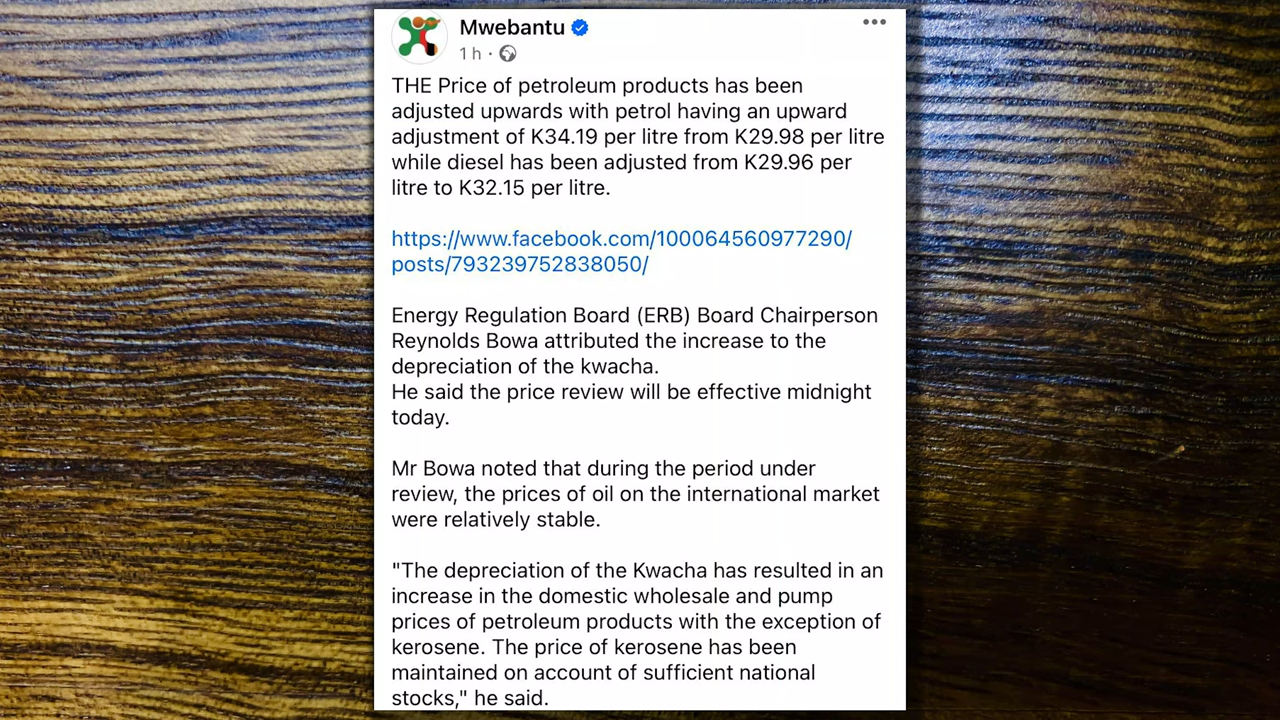 Mwebantu
1 h ·
THE Price of petroleum products has been
adjusted upwards with petrol having an upward
adjustment of K34.19 per litre from K29.98 per litre
while diesel has been adjusted from K29.96 per
litre to K32.15 per litre.
https://www.facebook.com/100064560977290/
posts/793239752838050/
Energy Regulation Board (ERB) Board Chairperson
Reynolds Bowa attributed the increase to the
depreciation of the kwacha.
He said the price review will be effective midnight
today.
Mr Bowa noted that during the period under
review, the prices of oil on the international market
were relatively stable.
"The depreciation of the Kwacha has resulted in an
increase in the domestic wholesale and pump
prices of petroleum products with the exception of
kerosene. The price of kerosene has been
maintained on account of sufficient national
stocks," he said.